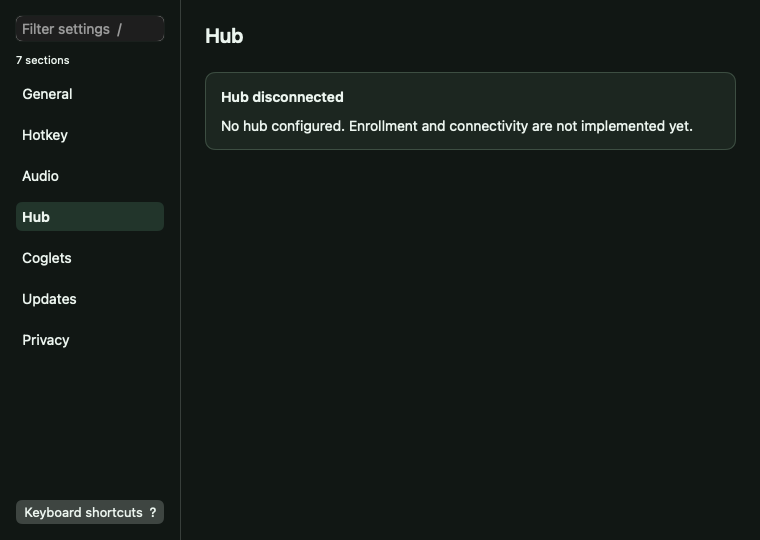 Filter settings /
7 sections
General
Hotkey
Audio
Hub
Coglets
Updates
Privacy
Keyboard shortcuts ?
Hub
Hub disconnected
No hub configured. Enrollment and connectivity are not implemented yet.